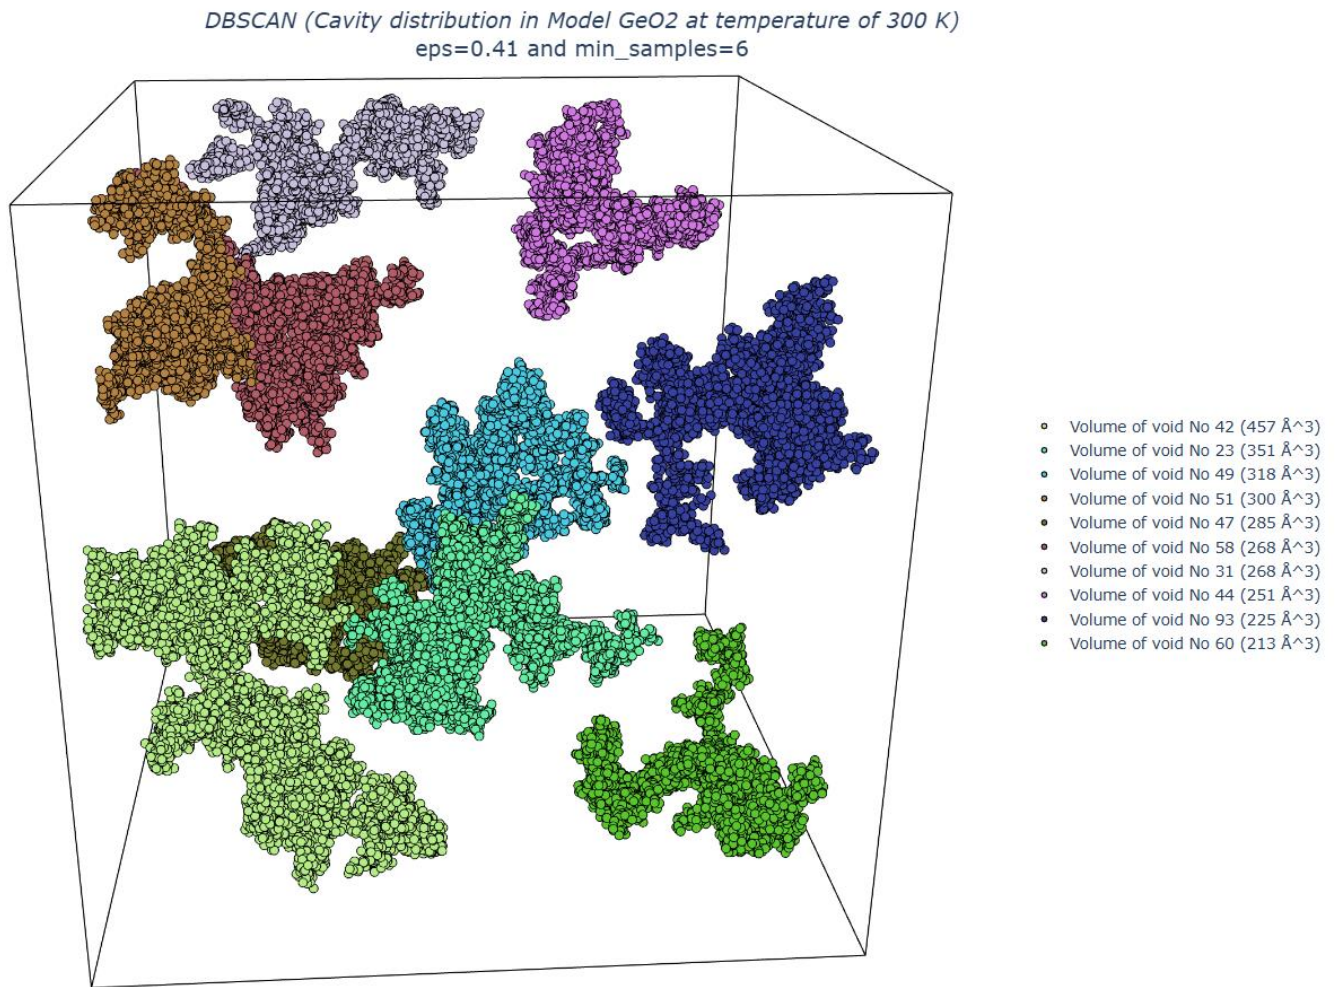 DBSCAN (Cavity distribution in Model GeO2 at temperature of 300 K)
eps=0.41 and min_samples=6
Volume of void No 42 (457 Å^3)
Volume of void No 23 (351 Å^3)
Volume of void No 49 (318 Å^3)
Volume of void No 51 (300 Å^3)
Volume of void No 47 (285 Å^3)
Volume of void No 58 (268 Å^3)
Volume of void No 31 (268 Å^3)
Volume of void No 44 (251 Å^3)
Volume of void No 93 (225 Å^3)
Volume of void No 60 (213 Å^3)